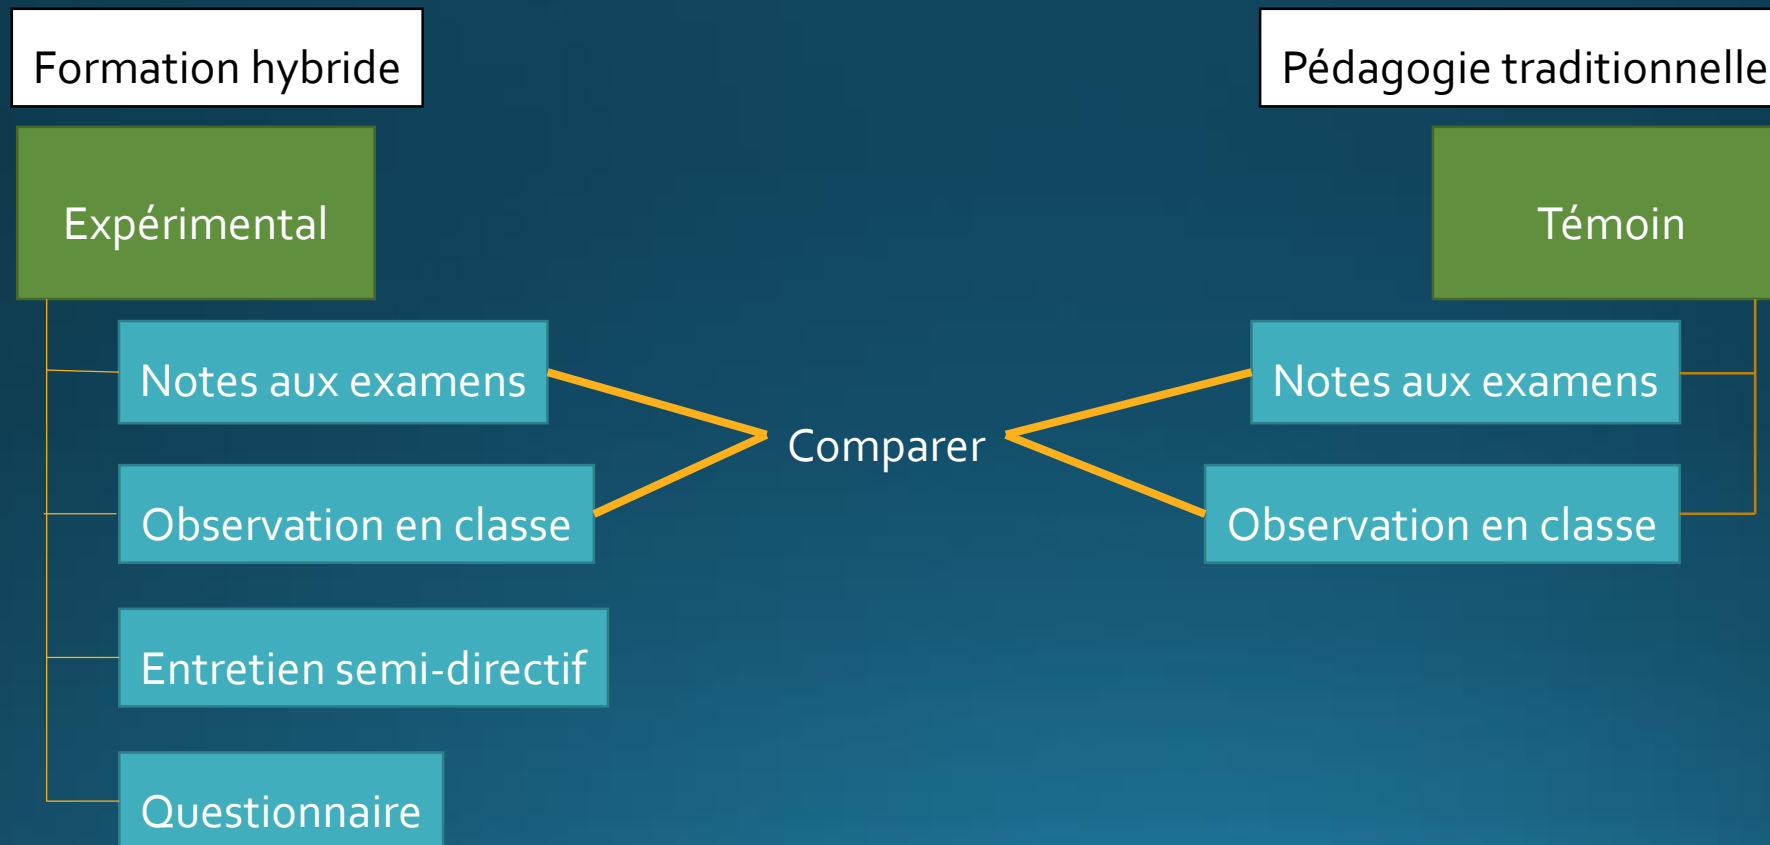 Formation hybride
Pédagogie traditionnelle
Expérimental
Témoin
Notes aux examens
Notes aux examens
Comparer
Observation en classe
Observation en classe
Entretien semi-directif
Questionnaire